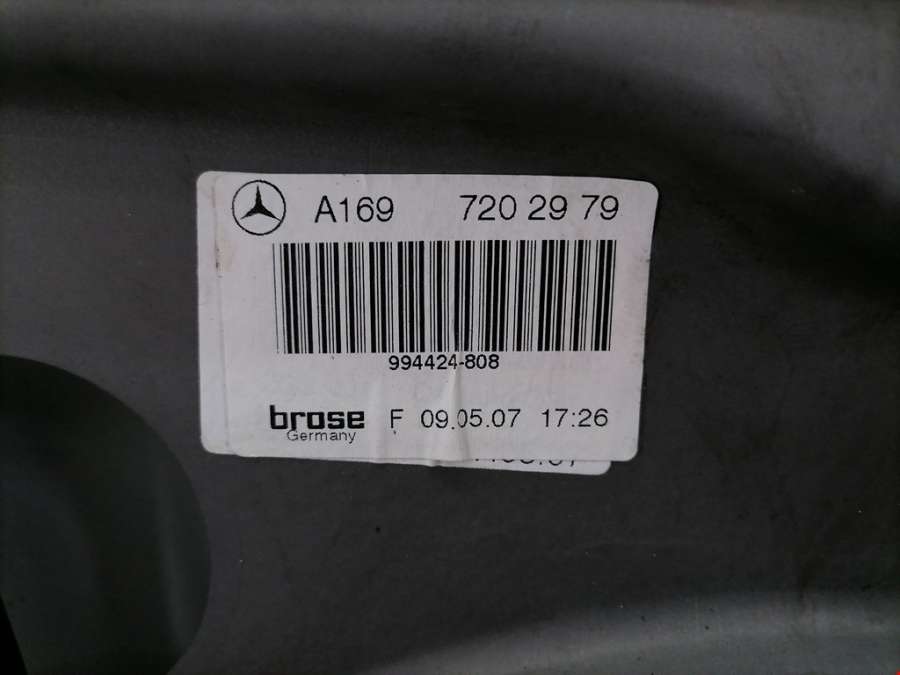 A169 720 29 79
994424-808
brose F 09.05.07 17:26
Germany